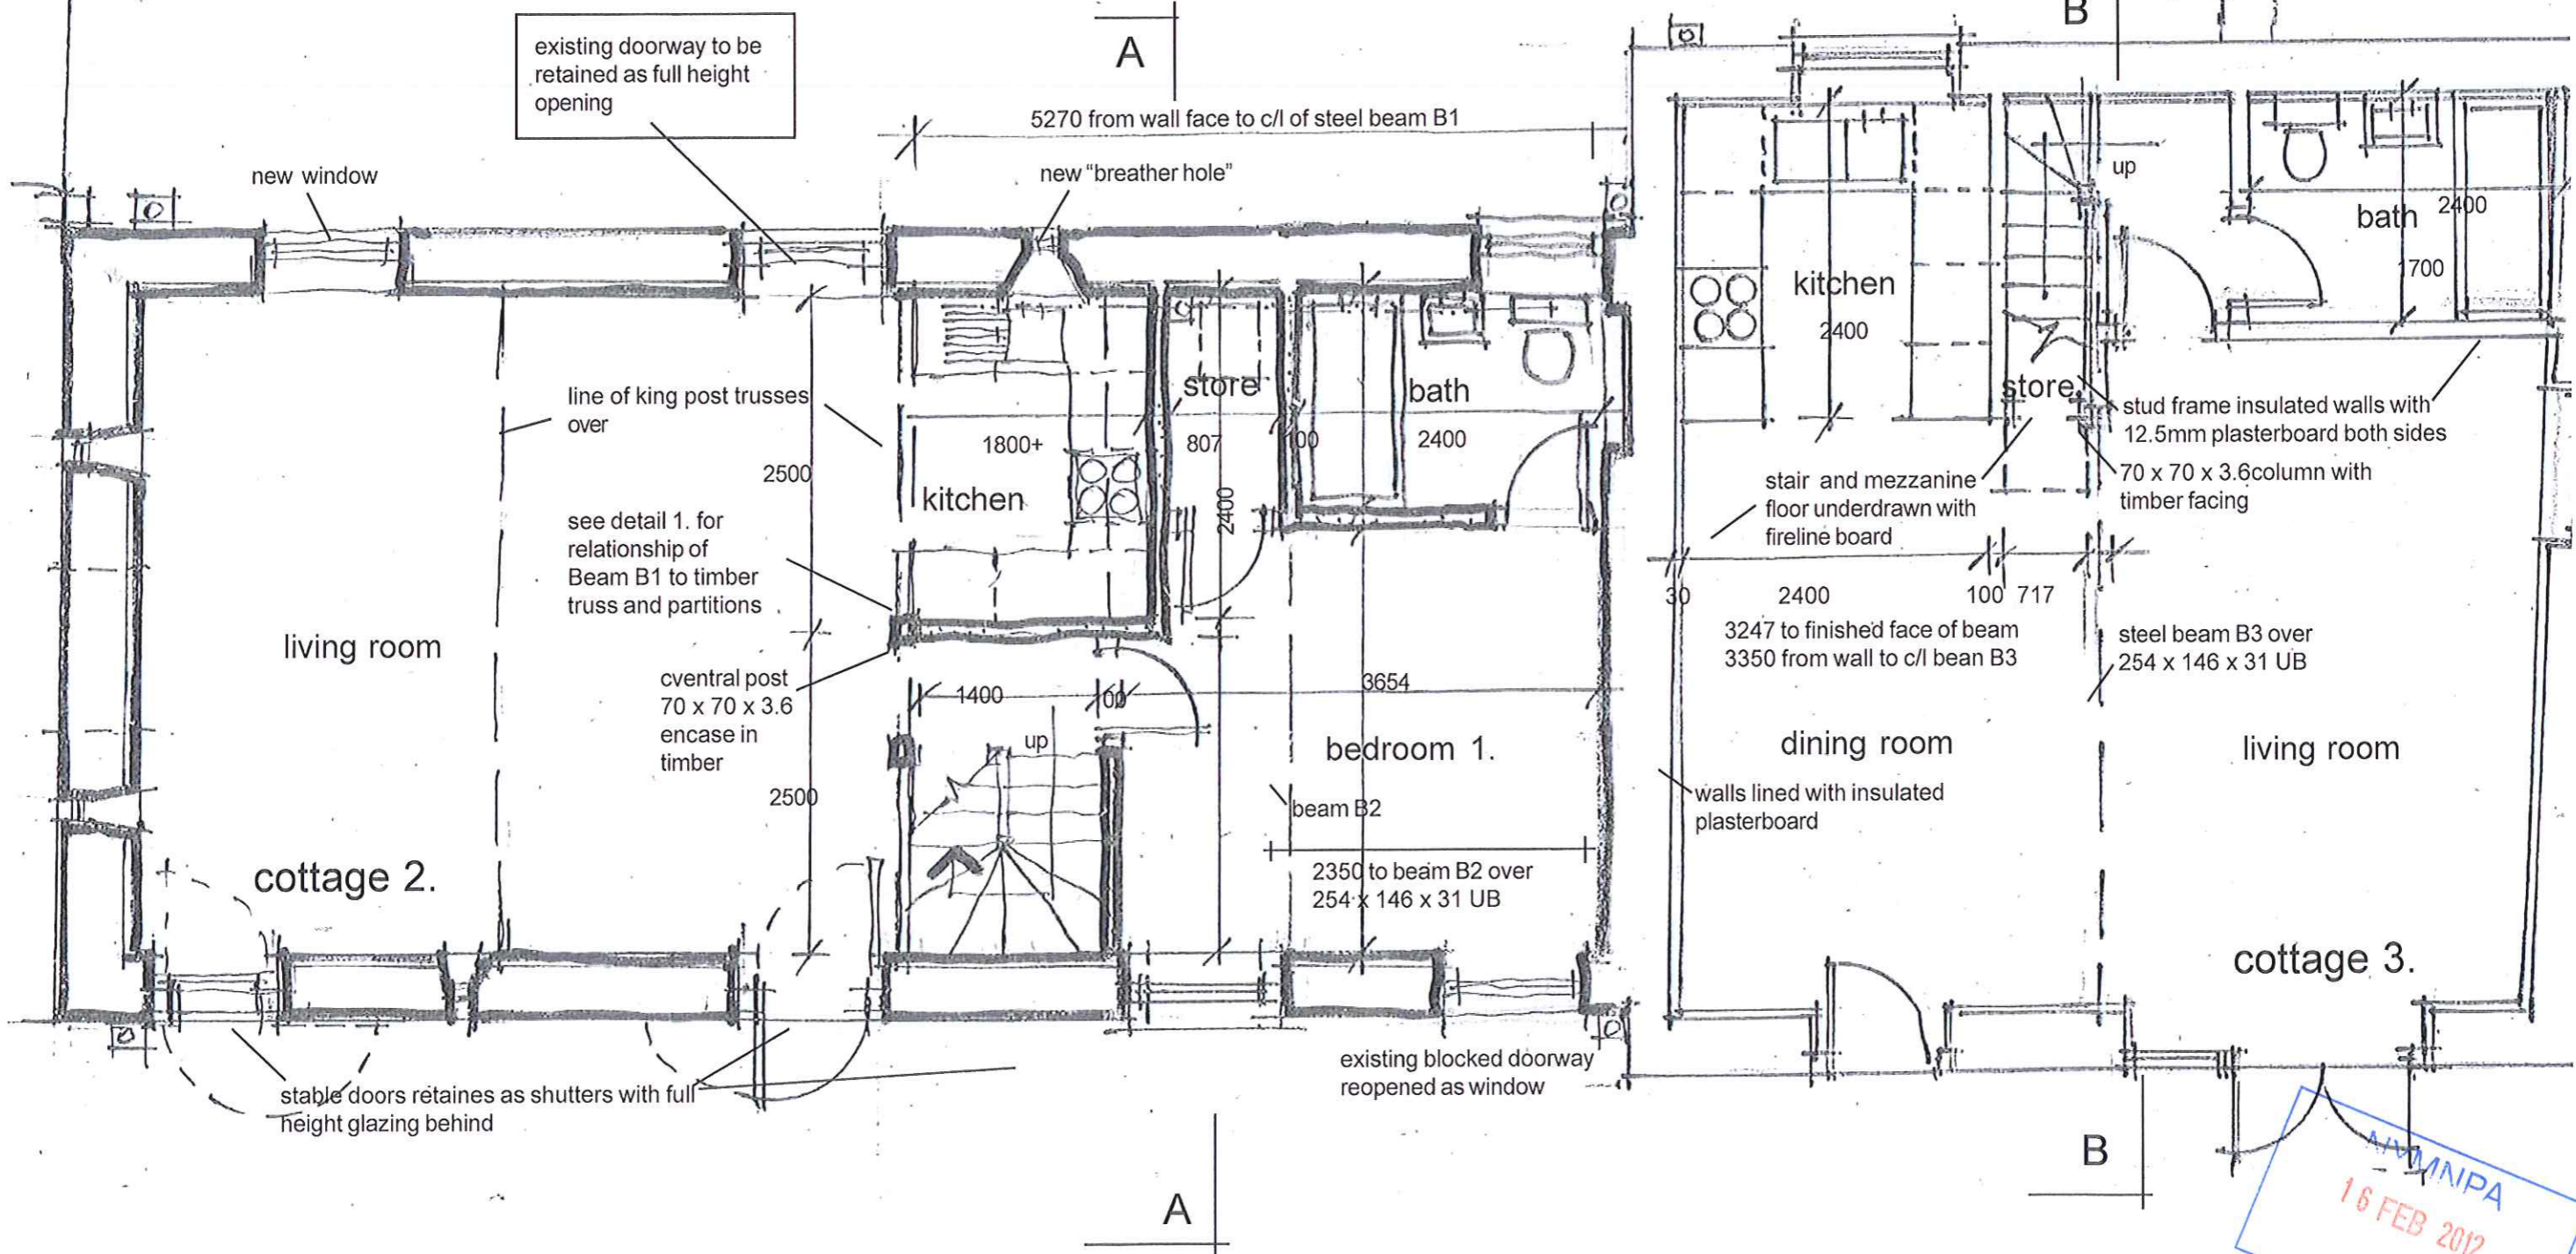 B
A
existing doorway to be
retained as full height
opening
5270 from wall face to c/l of steel beam B1
new window
new “breather hole”
up
bath
2400
1700
kitchen
2400
store
stud frame insulated walls with
12.5mm plasterboard both sides
70 x 70 x 3.6column with
timber facing
stair and mezzanine
floor underdrawn with
fireline board
line of king post trusses
over
2500
store
bath
1800+
807
100
2400
kitchen
2400
see detail 1. for
relationship of
Beam B1 to timber
truss and partitions
30
2400
100
717
3247 to finished face of beam
3350 from wall to c/l bean B3
steel beam B3 over
254 x 146 x 31 UB
living room
cventral post
70 x 70 x 3.6
encase in
timber
1400
3654
up
bedroom 1.
dining room
living room
2500
beam B2
walls lined with insulated
plasterboard
cottage 2.
2350 to beam B2 over
254 x 146 x 31 UB
cottage 3.
existing blocked doorway
reopened as window
stable doors retaines as shutters with full
height glazing behind
B
A
16 FEB 2012